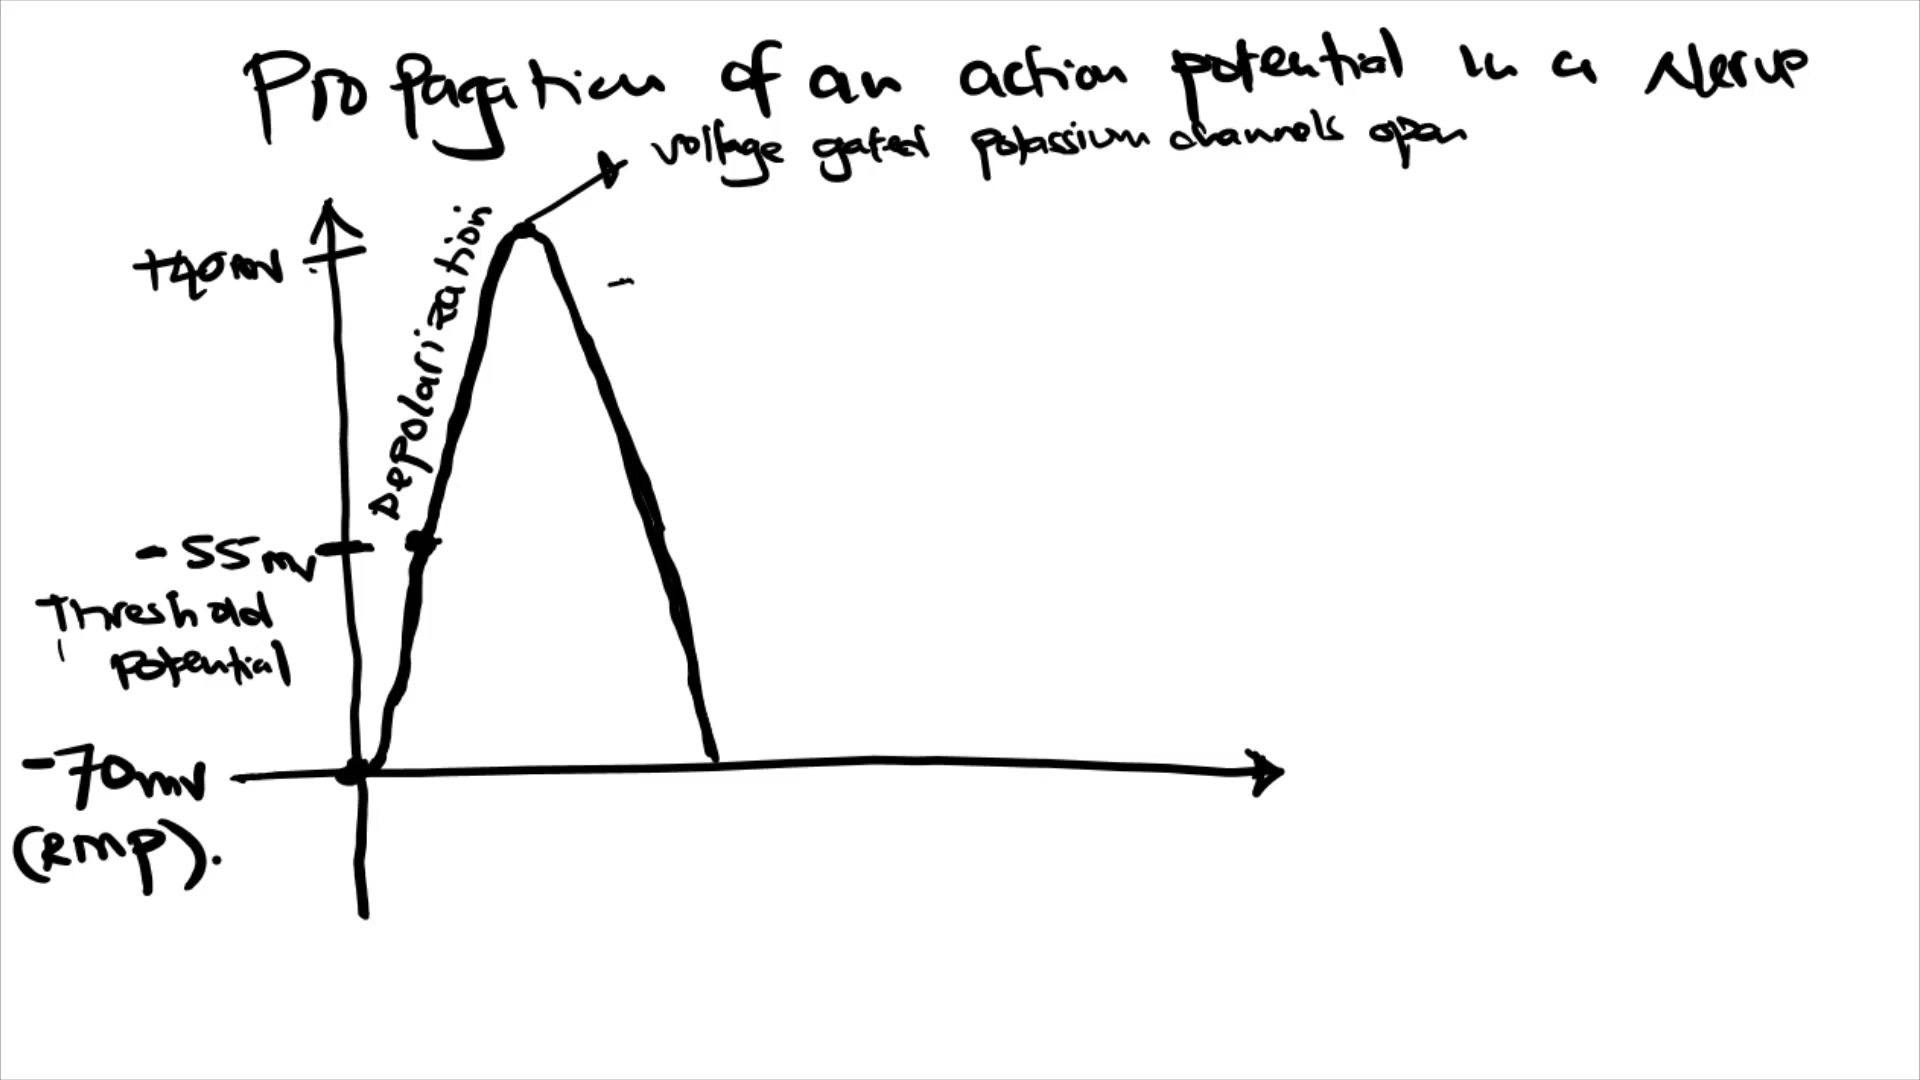 Propagation of an action potential in a Nerve
voltage gated potassium channels open
+40mv
Depolarization
-55mv
Threshold
potential
-70mv
(RMP).